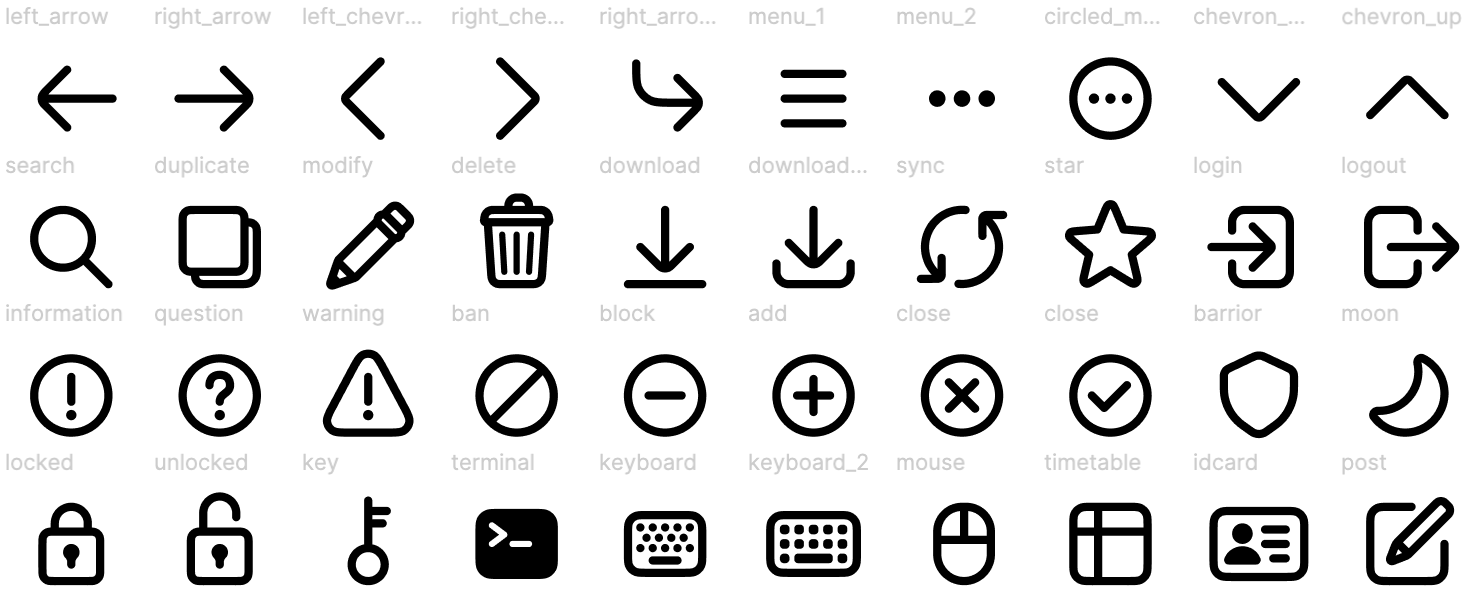 left_arrow right_arrow left_chevr... right_che... right_arro... menu_1 menu_2 circled_m... chevron_... chevron_up
search duplicate modify delete download download... sync star login logout
information question warning ban block add close close barrior moon
locked unlocked key terminal keyboard keyboard_2 mouse timetable idcard post